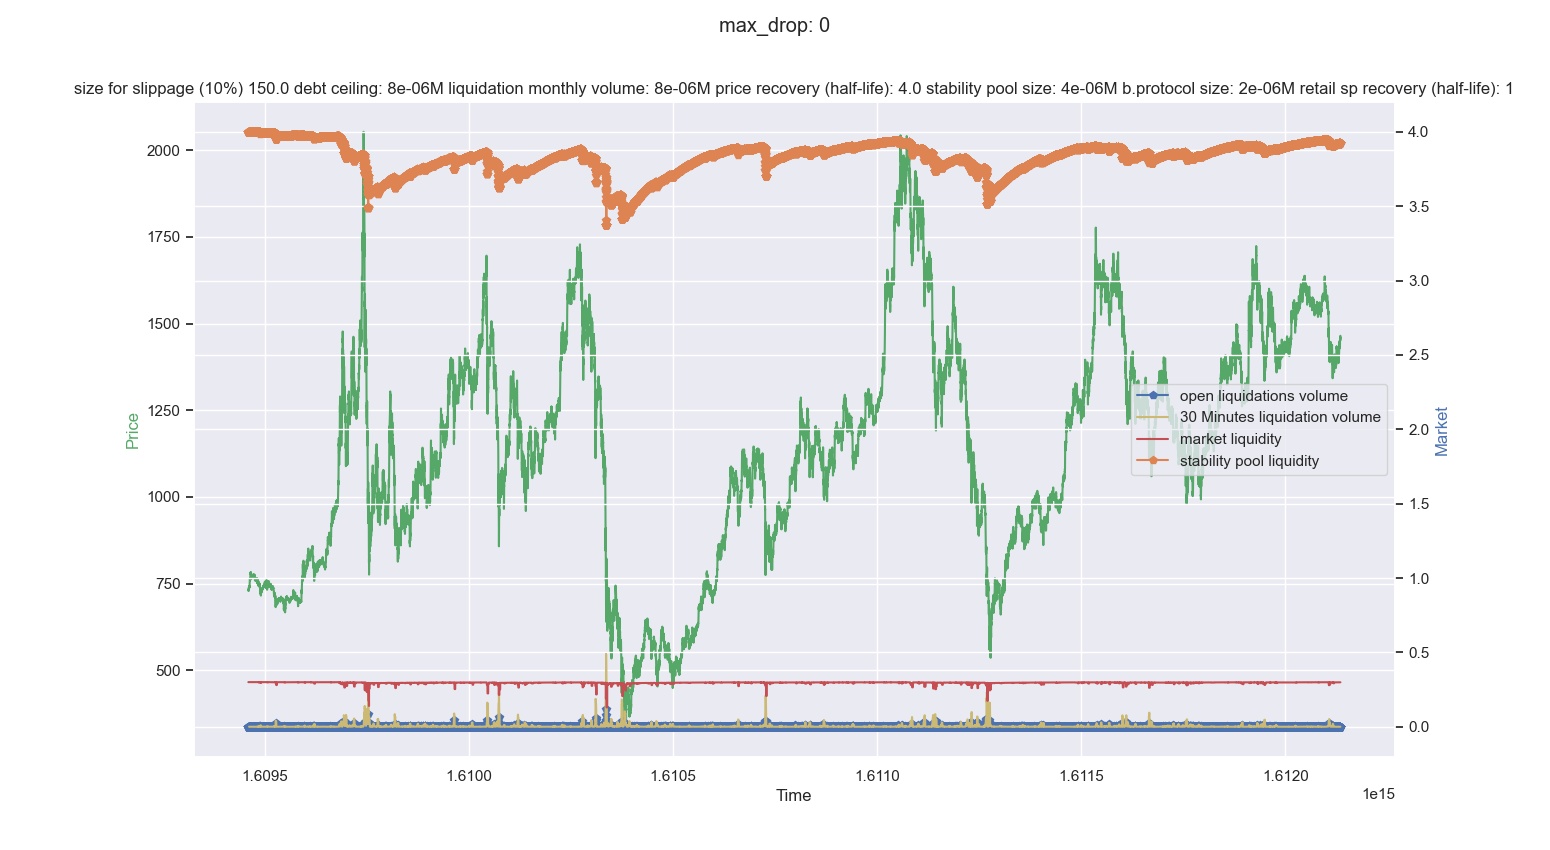 max_drop: 0
size for slippage (10%) 150.0 debt ceiling: 8e-06M liquidation monthly volume: 8e-06M price recovery (half-life): 4.0 stability pool size: 4e-06M b.protocol size: 2e-06M retail sp recovery (half-life): 1
2000
1750
1500
1250
1000
750
500
Price
4.0
3.5
3.0
2.5
2.0
1.5
1.0
0.5
0.0
Market
open liquidations volume
30 Minutes liquidation volume
market liquidity
stability pool liquidity
1.6095 1.6100 1.6105 1.6110 1.6115 1.6120
Time
1e15